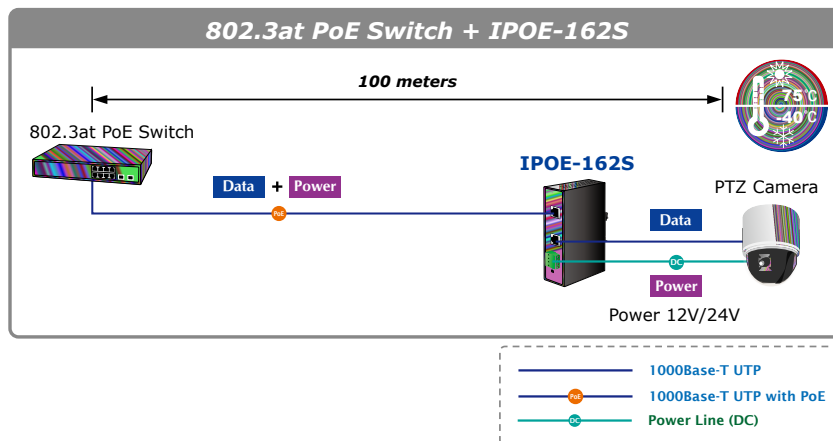 802.3at PoE Switch + IPOE-162S
100 meters
75°C
-40°C
802.3at PoE Switch
IPOE-162S
PTZ Camera
Data + Power
Data
PoE
DC
Power
Power 12V/24V
1000Base-T UTP
PoE 1000Base-T UTP with PoE
DC Power Line (DC)